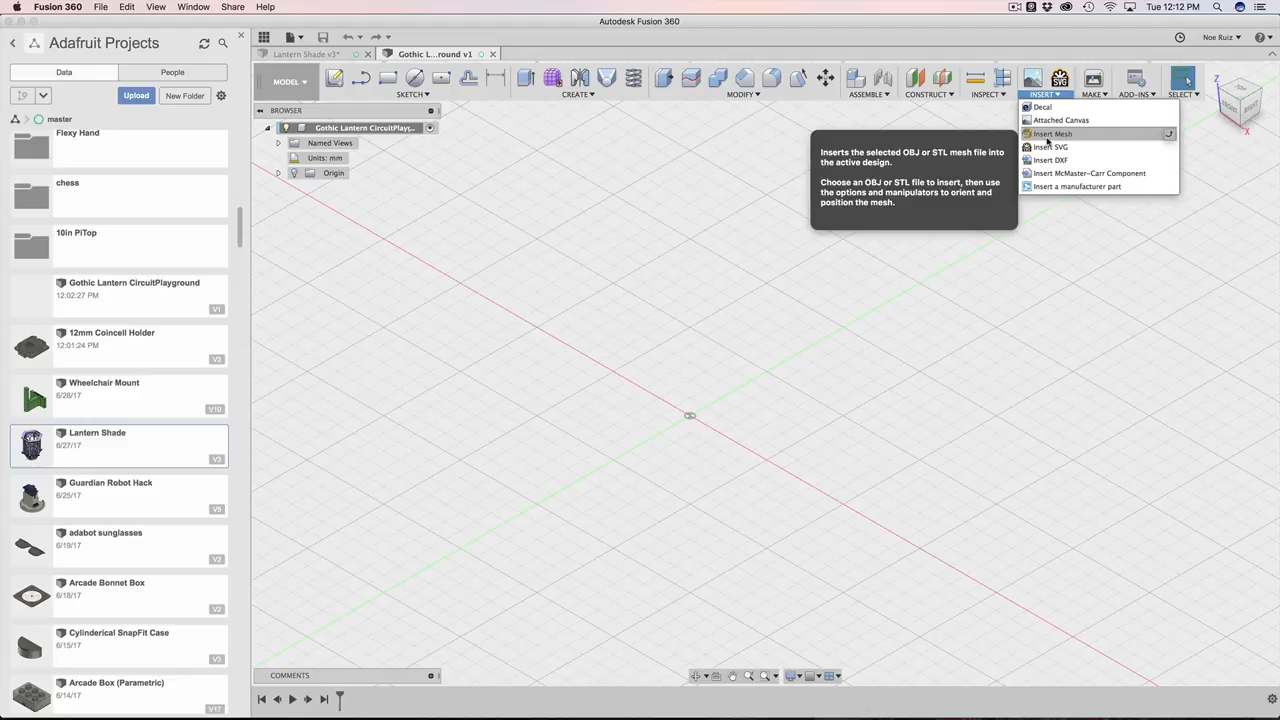 Fusion 360 File Edit View Window Share Help
Tue 12:12 PM
Autodesk Fusion 360
Adafruit Projects
Noe Ruiz
Data People
Upload New Folder
master
Flexy Hand
chess
10in PiTop
Gothic Lantern CircuitPlayground
12:02:27 PM
V1
12mm Coincell Holder
12:01:24 PM
V3
Wheelchair Mount
6/28/17
V10
Lantern Shade
6/27/17
V3
Guardian Robot Hack
6/25/17
V5
adabot sunglasses
6/19/17
V2
Arcade Bonnet Box
6/18/17
V2
Cylindrical SnapFit Case
6/15/17
V3
Arcade Box (Parametric)
6/14/17
V17
Lantern Shade v3*
Gothic L...round v1
MODEL
SKETCH
CREATE
MODIFY
ASSEMBLE
CONSTRUCT
INSPECT
INSERT
MAKE
ADD-INS
SELECT
BROWSER
Gothic Lantern CircuitPlay...
Named Views
Units: mm
Origin
Inserts the selected OBJ or STL mesh file into
the active design.
Choose an OBJ or STL file to insert, then use
the options and manipulators to orient and
position the mesh.
Decal
Attached Canvas
Insert Mesh
Insert SVG
Insert DXF
Insert McMaster-Carr Component
Insert a manufacturer part
Z
FRONT RIGHT
X
COMMENTS